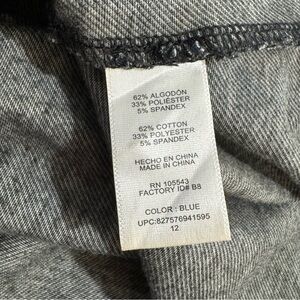 62% ALGODÓN
33% POLIÉSTER
5% SPANDEX
62% COTTON
33% POLYESTER
5% SPANDEX
HECHO EN CHINA
MADE IN CHINA
RN 105543
FACTORY ID# B8
COLOR : BLUE
UPC:827576941595
12